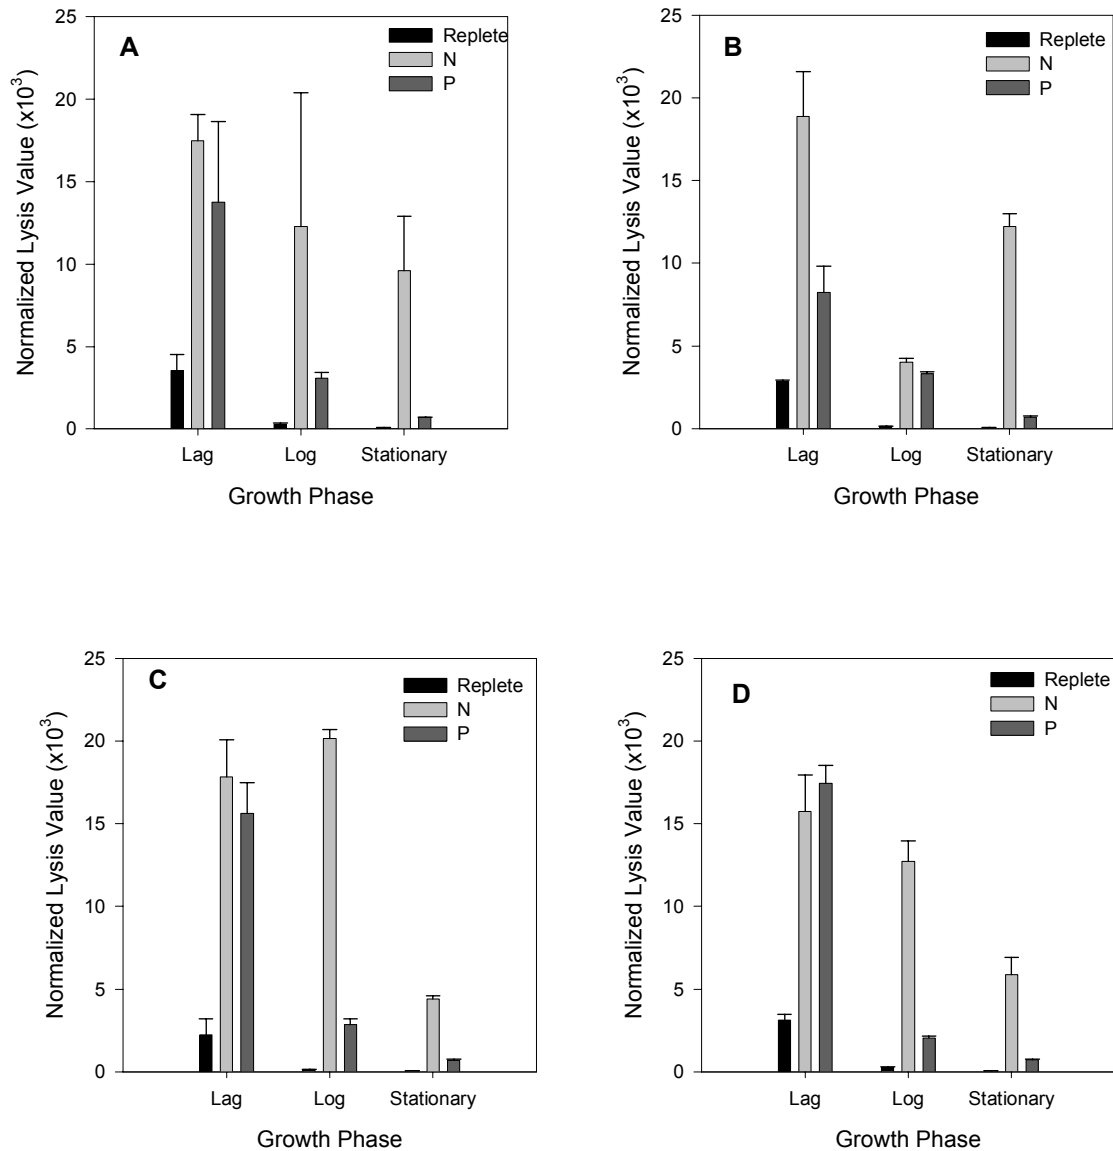 A
Replete
N
P
Normalized Lysis Value (x10³)
25
20
15
10
5
0
Lag Log Stationary
Growth Phase
B
Replete
N
P
Normalized Lysis Value (x10³)
25
20
15
10
5
0
Lag Log Stationary
Growth Phase
C
Replete
N
P
Normalized Lysis Value (x10³)
25
20
15
10
5
0
Lag Log Stationary
Growth Phase
D
Replete
N
P
Normalized Lysis Value (x10³)
25
20
15
10
5
0
Lag Log Stationary
Growth Phase